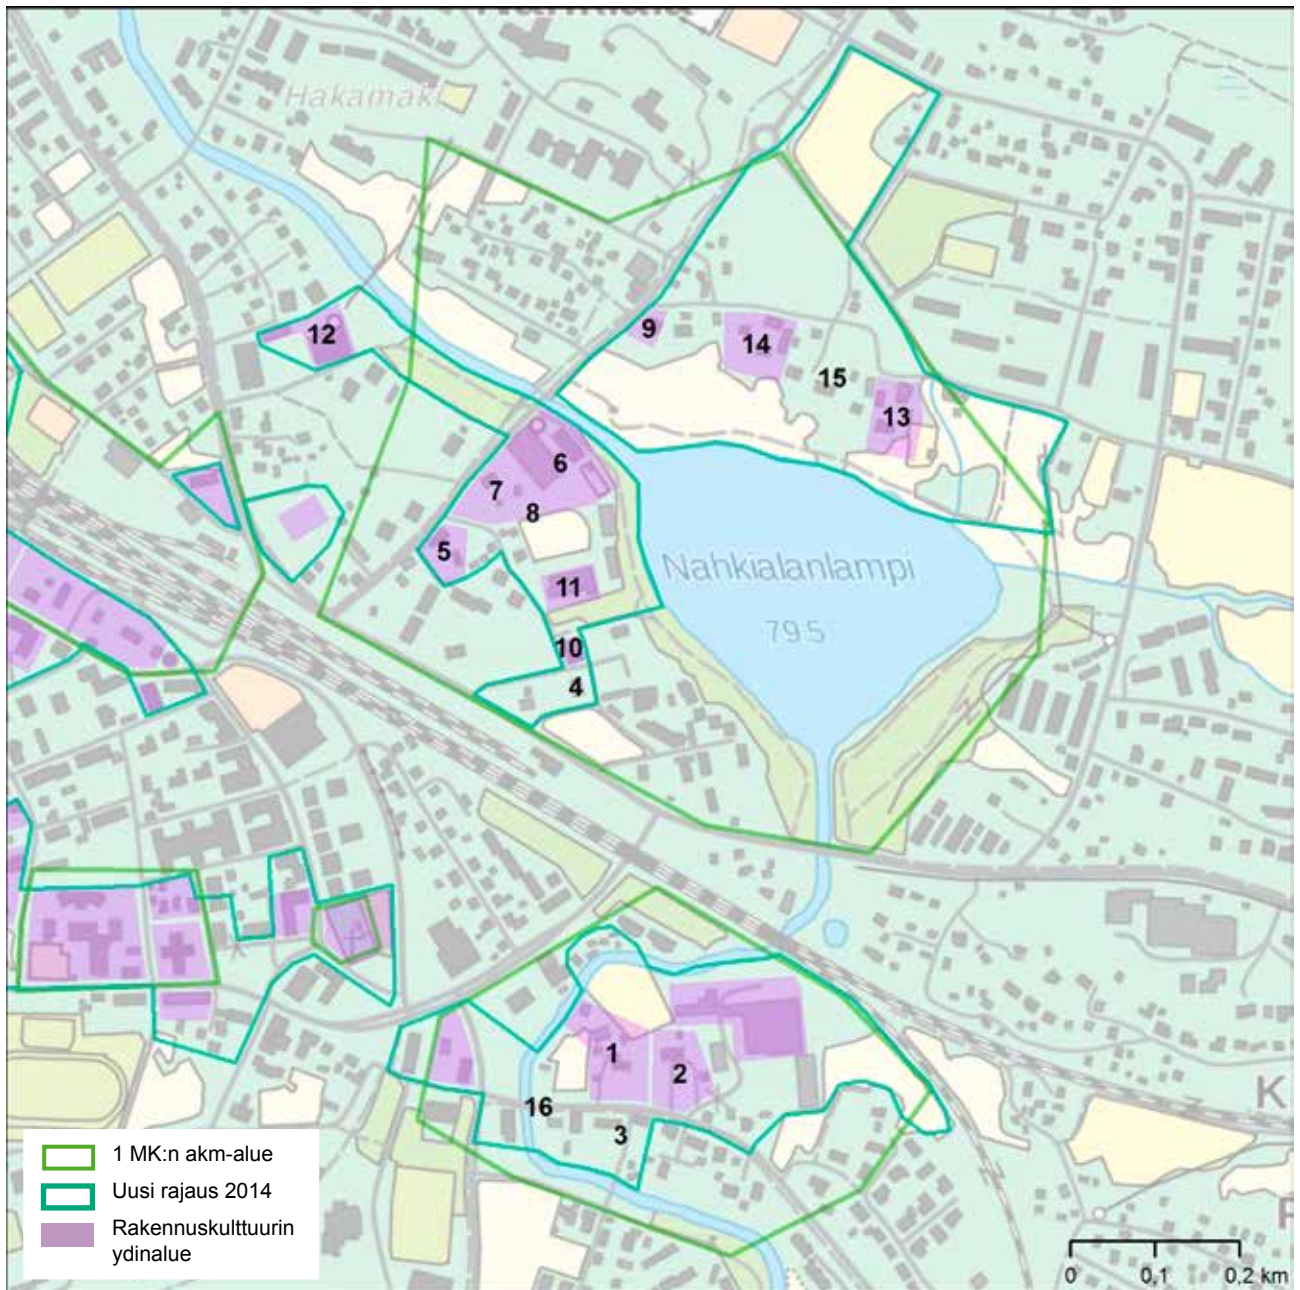 Hakamäki
12
9
14
15
13
6
7
8
5
11
10
4
Nahkialanlampi
79.5
1
2
16
3
K
1 MK:n akm-alue
Uusi rajaus 2014
Rakennuskulttuurin
ydinalue
0 0,1 0,2 km